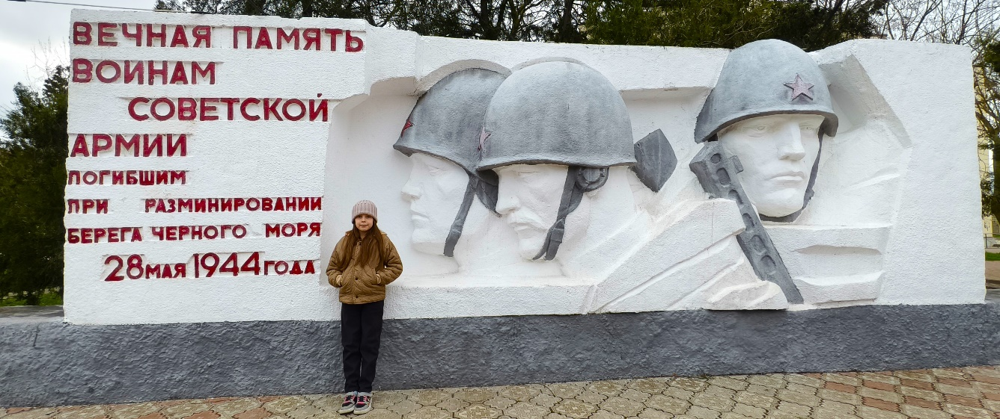 ВЕЧНАЯ ПАМЯТЬ
ВОИНАМ
СОВЕТСКОЙ
АРМИИ
ПОГИБШИМ
ПРИ РАЗМИНИРОВАНИИ
БЕРЕГА ЧЕРНОГО МОРЯ
28 МАЯ 1944 ГОДА